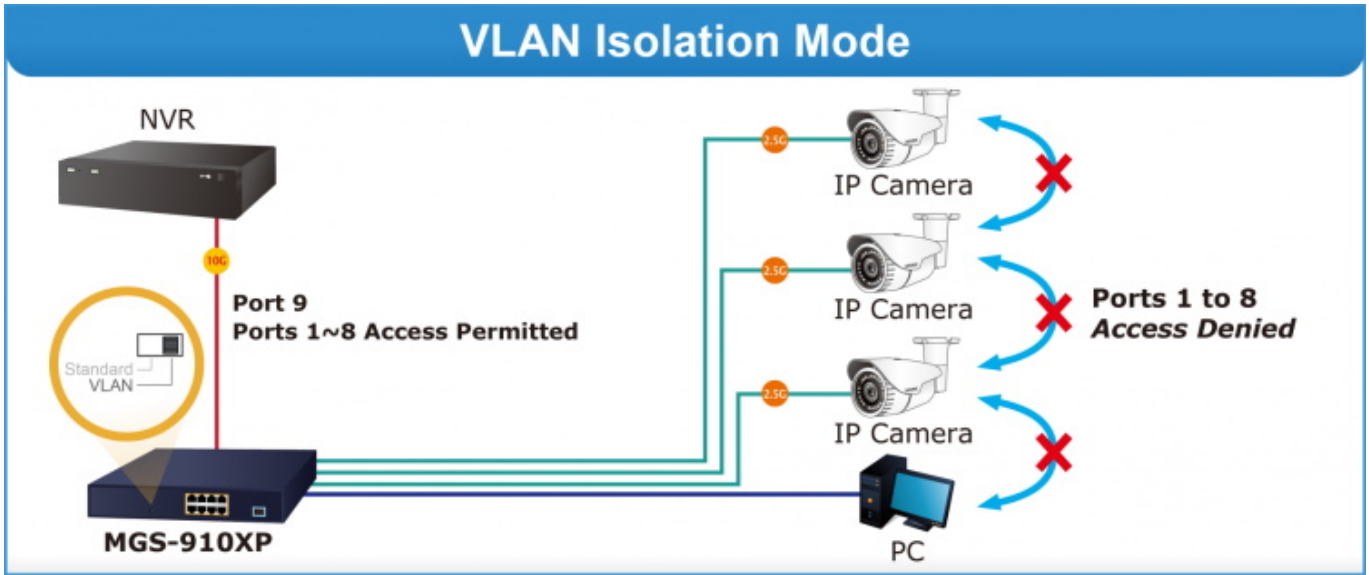 VLAN Isolation Mode
NVR
10G
Port 9
Ports 1~8 Access Permitted
Standard
VLAN
MGS-910XP
2.5G
IP Camera
2.5G
IP Camera
2.5G
IP Camera
PC
Ports 1 to 8
Access Denied